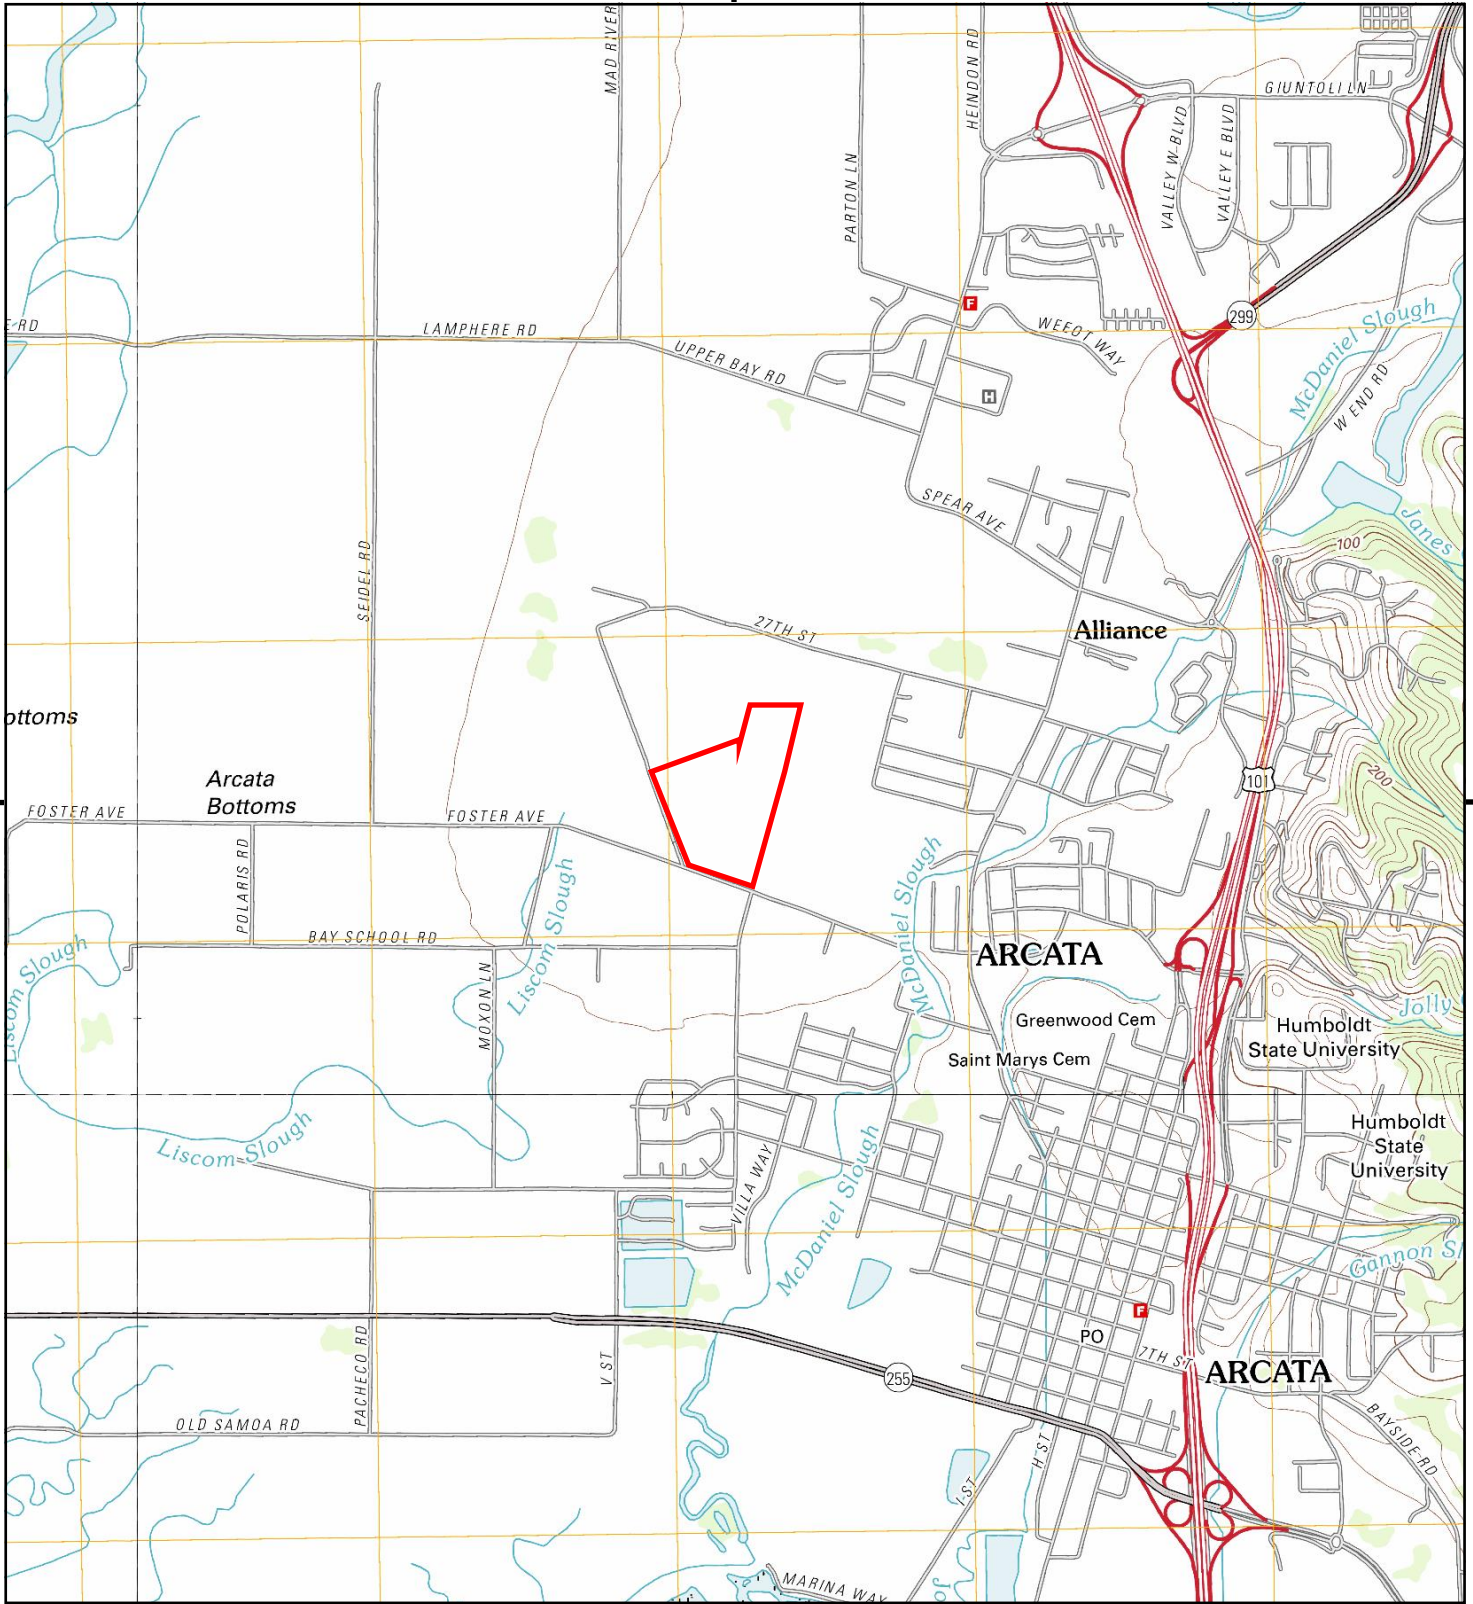 MAD RIVER
HEINDON RD
GIUNTOLI LN
VALLEY W BLVD
VALLEY E BLVD
PARTON LN
F
299
McDaniel Slough
WEEOT WAY
E RD
LAMPHERE RD
UPPER BAY RD
H
W END RD
SPEAR AVE
Janes
100
SEIDEL RD
27TH ST
Alliance
ottoms
Arcata
Bottoms
101
200
FOSTER AVE
FOSTER AVE
POLARIS RD
McDaniel Slough
Liscom Slough
BAY SCHOOL RD
Liscom Slough
MOXON LN
ARCATA
Jolly
Greenwood Cem
Humboldt
State University
Saint Marys Cem
Liscom Slough
Humboldt
State
University
VILLA WAY
McDaniel Slough
Gannon Sl
F
PO
7TH ST
PACHECO RD
V ST
255
ARCATA
OLD SAMOA RD
BAYSIDE RD
H ST
I ST
MARINA WAY
Jo